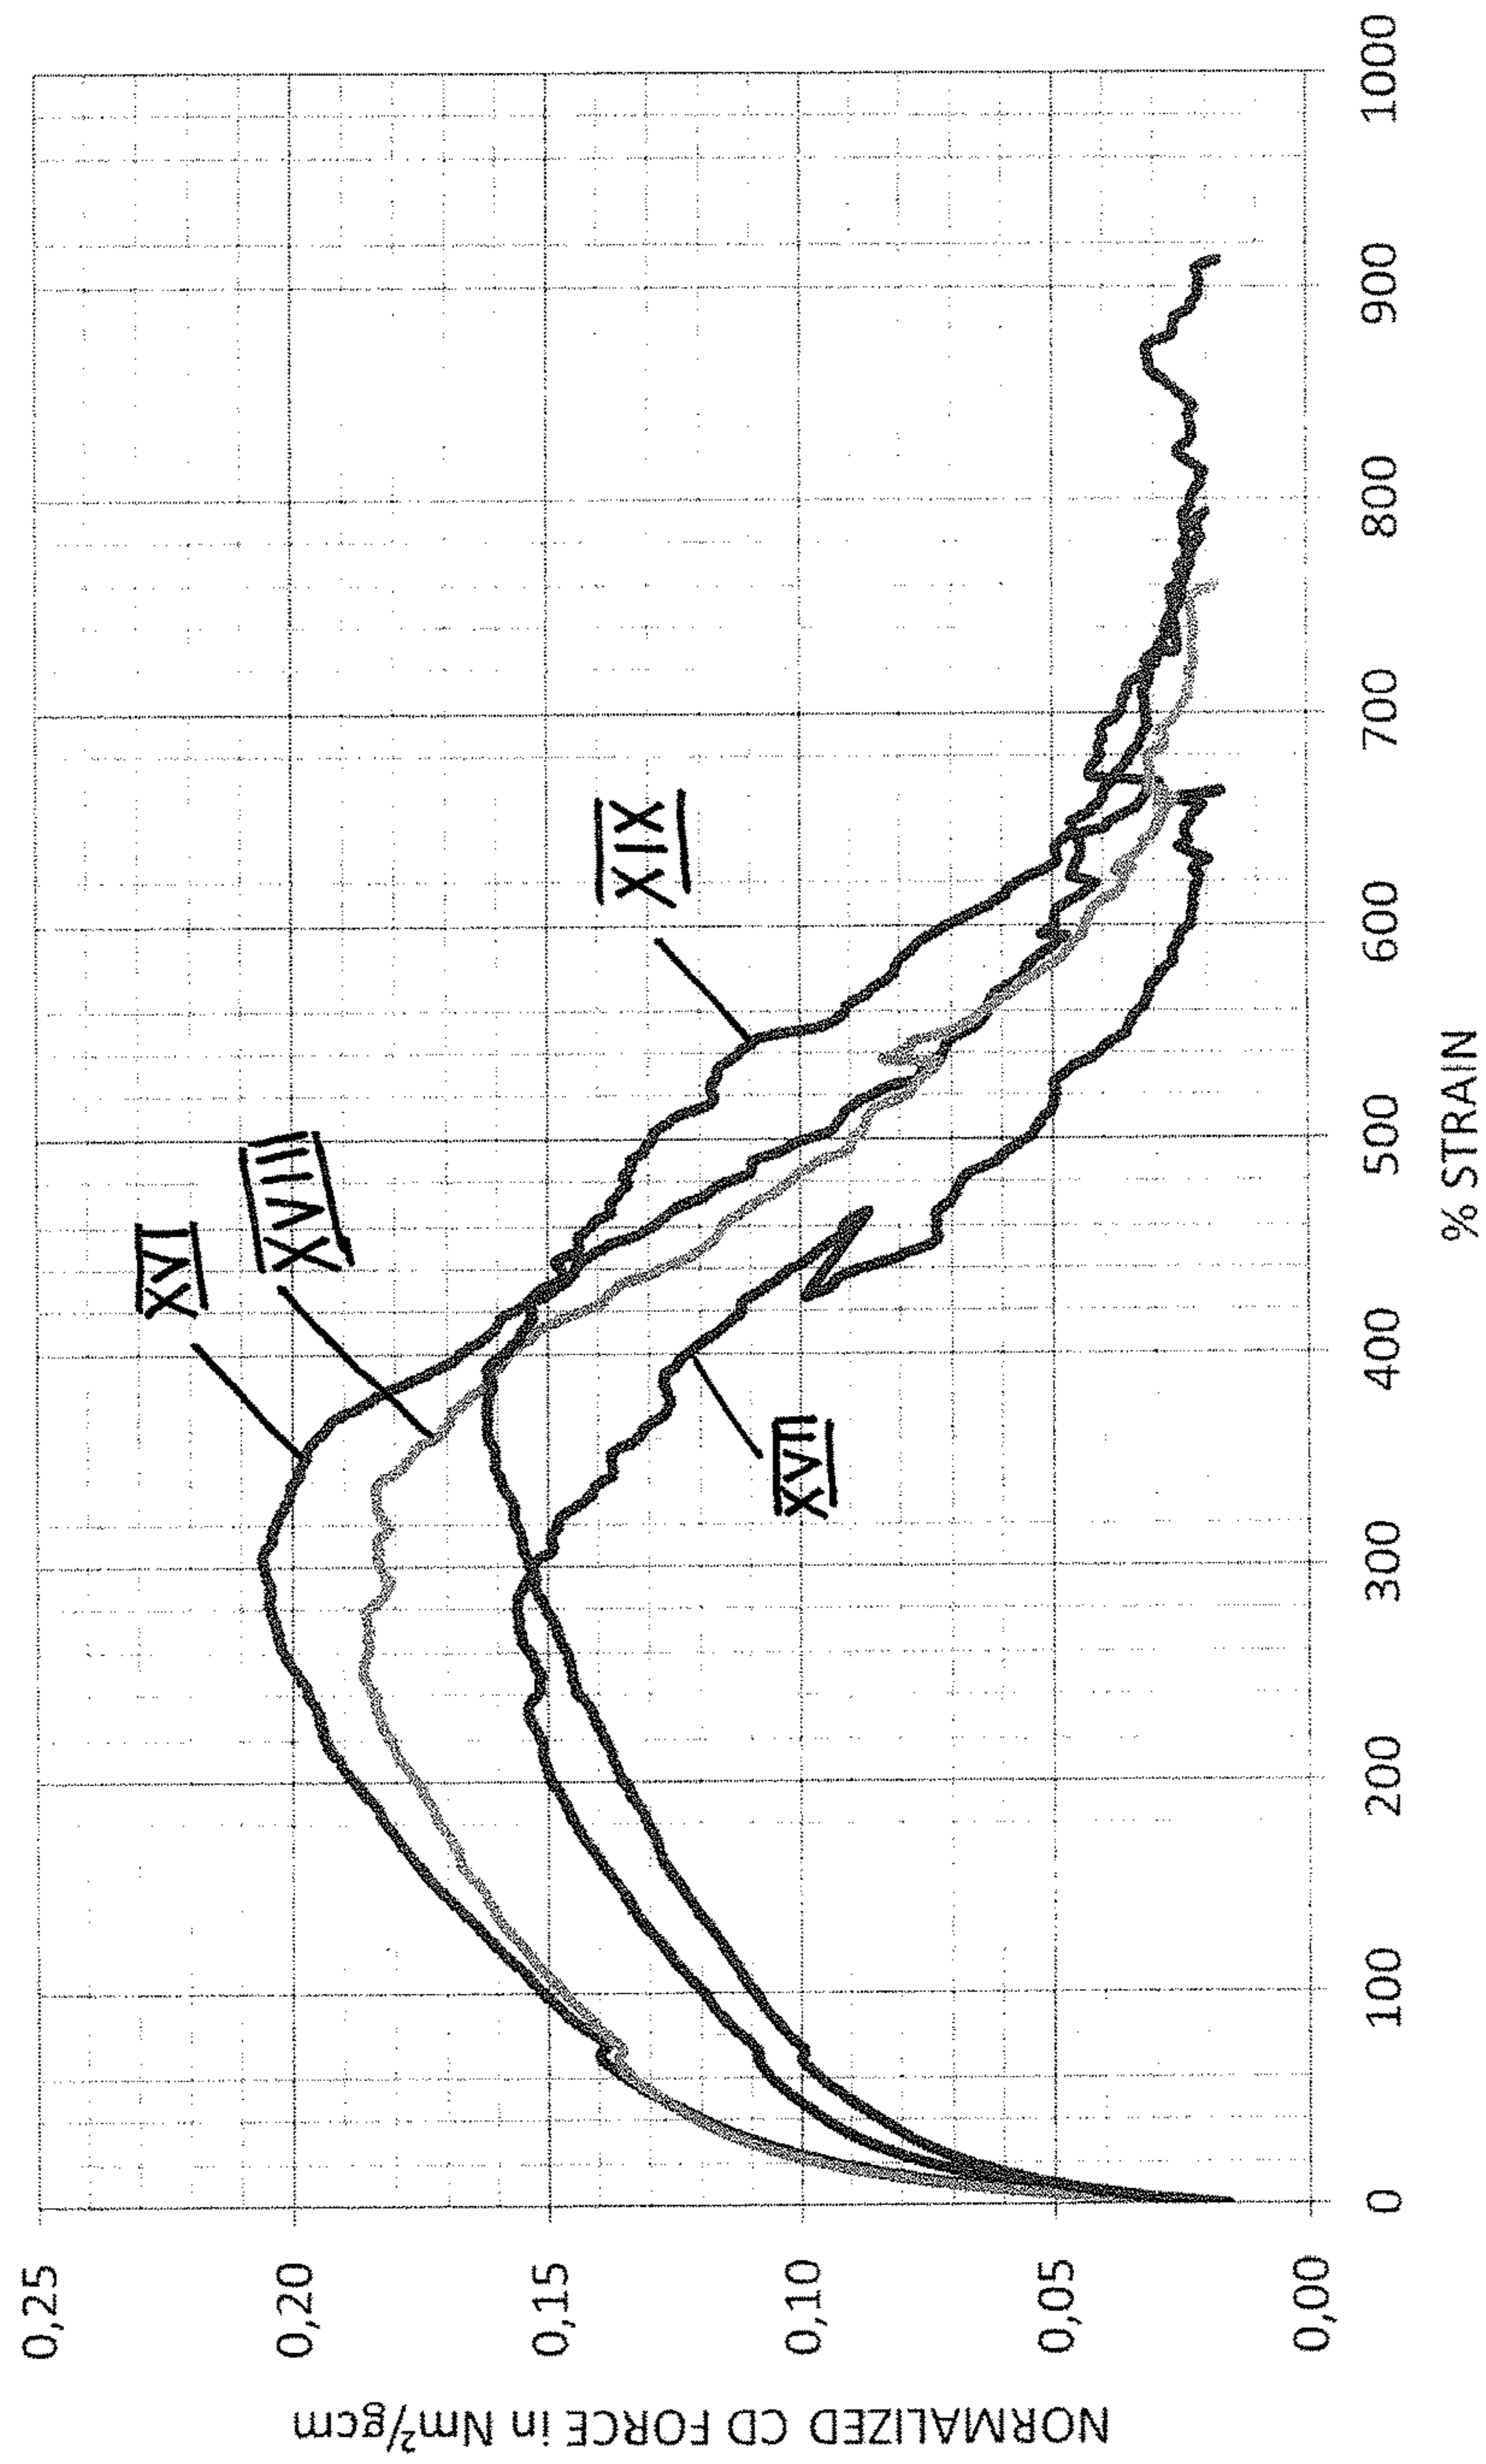 NORMALIZED CD FORCE in Nm²/gcm
0,25
0,20
0,15
0,10
0,05
0,00
XVI
XVIII
XIX
XVII
0
100
200
300
400
500
600
700
800
900
1000
% STRAIN